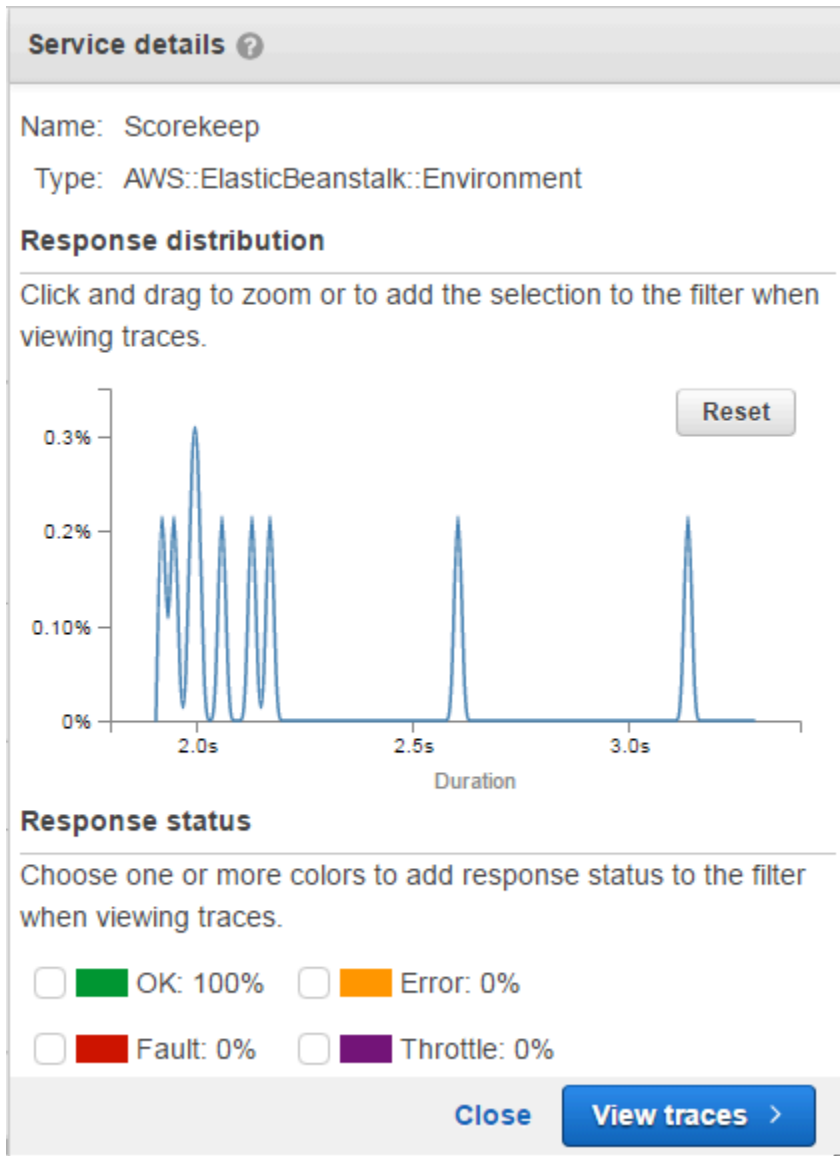 Service details ?
Name: Scorekeep
Type: AWS::ElasticBeanstalk::Environment
Response distribution
Click and drag to zoom or to add the selection to the filter when
viewing traces.
Reset
0.3%
0.2%
0.10%
0%
2.0s 2.5s 3.0s
Duration
Response status
Choose one or more colors to add response status to the filter
when viewing traces.
OK: 100% Error: 0%
Fault: 0% Throttle: 0%
Close View traces >